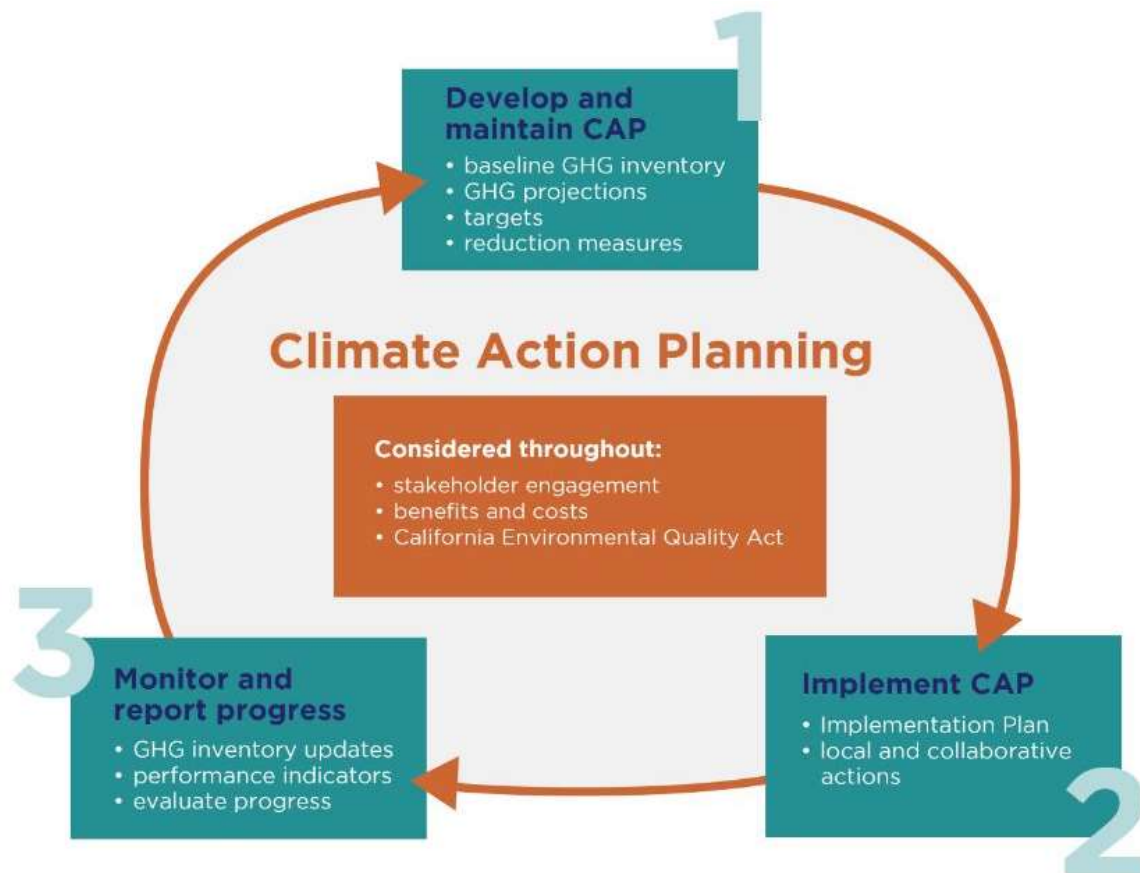 1
Develop and
maintain CAP
• baseline GHG inventory
• GHG projections
• targets
• reduction measures
Climate Action Planning
Considered throughout:
• stakeholder engagement
• benefits and costs
• California Environmental Quality Act
2
Implement CAP
• Implementation Plan
• local and collaborative
actions
3
Monitor and
report progress
• GHG inventory updates
• performance indicators
• evaluate progress